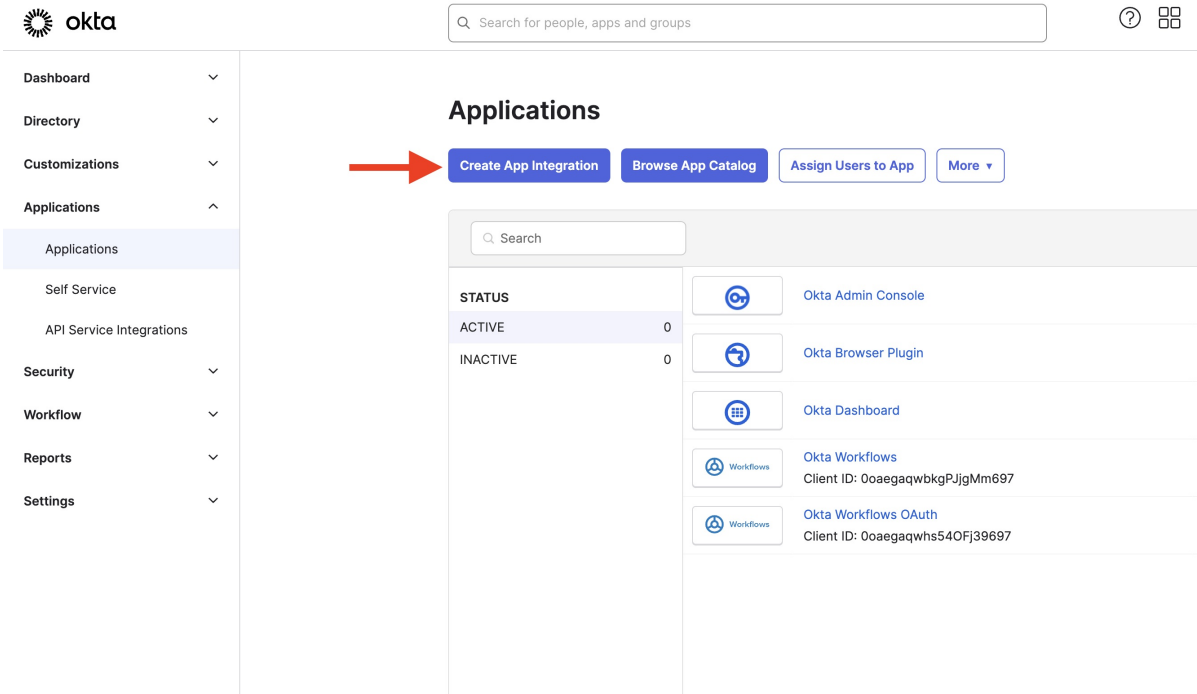 okta
Search for people, apps and groups
Dashboard
Directory
Customizations
Applications
Applications
Self Service
API Service Integrations
Security
Workflow
Reports
Settings
Applications
Create App Integration
Browse App Catalog
Assign Users to App
More ▼
Search
STATUS
ACTIVE 0
INACTIVE 0
Okta Admin Console
Okta Browser Plugin
Okta Dashboard
Workflows
Okta Workflows
Client ID: 0oaegaqwbkgPJjgMm697
Workflows
Okta Workflows OAuth
Client ID: 0oaegaqwhs54OFj39697